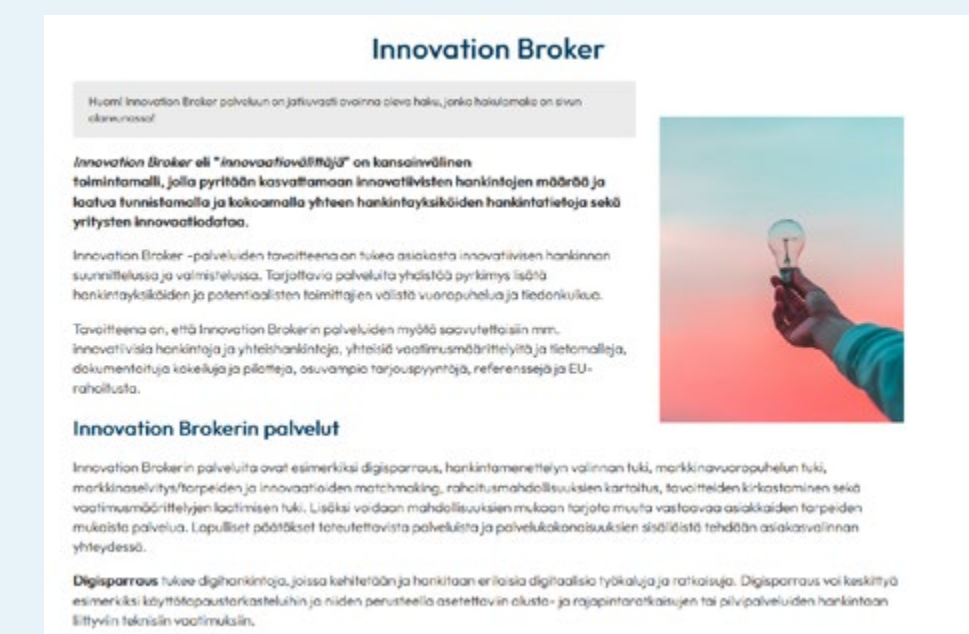 Innovation Broker
Huom! Innovation Broker palveluun on jatkuvasti avoinna oleva haku, jonka hakulomake on sivun
alareunassa!
Innovation Broker eli "innovaatiovälittäjä" on kansainvälinen
toimintamalli, jolla pyritään kasvattamaan innovatiivisten hankintojen määrää ja
laatua tunnistamalla ja kokoamalla yhteen hankintayksiköiden hankintatietoja sekä
yritysten innovaatiodataa.
Innovation Broker -palveluiden tavoitteena on tukea asiakasta innovatiivisen hankinnan
suunnittelussa ja valmistelussa. Tarjottavia palveluita yhdistää pyrkimys lisätä
hankintayksiköiden ja potentiaalisten toimittajien välistä vuoropuhelua ja tiedonkulkua.
Tavoitteena on, että Innovation Brokerin palveluiden myötä saavutettaisiin mm.
innovatiivisia hankintoja ja yhteishankintoja, yhteisiä vaatimusmäärittelyitä ja tietomalleja,
dokumentoituja kokeiluja ja pilotteja, osuvampia tarjouspyyntöjä, referenssejä ja EU-
rahoitusta.
Innovation Brokerin palvelut
Innovation Brokerin palveluita ovat esimerkiksi digisparraus, hankintamenettelyn valinnan tuki, markkinavuoropuhelun tuki,
markkinaselvitys/tarpeiden ja innovaatioiden matchmaking, rahoitusmahdollisuuksien kartoitus, tavoitteiden kirkastaminen sekä
vaatimusmäärittelyjen laatimisen tuki. Lisäksi voidaan mahdollisuuksien mukaan tarjota muuta vastaavaa asiakkaiden tarpeiden
mukaista palvelua. Lopulliset päätökset toteutettavista palveluista ja palvelukokonaisuuksien sisällöistä tehdään asiakasvalinnan
yhteydessä.
Digisparraus tukee digihankintoja, joissa kehitetään ja hankitaan erilaisia digitaalisia työkaluja ja ratkaisuja. Digisparraus voi keskittyä
esimerkiksi käyttötapaustarkasteluihin ja niiden perusteella asetettaviin alusta- ja rajapintaratkaisujen tai pilvipalveluiden hankintaan
liittyviin teknisiin vaatimuksiin.